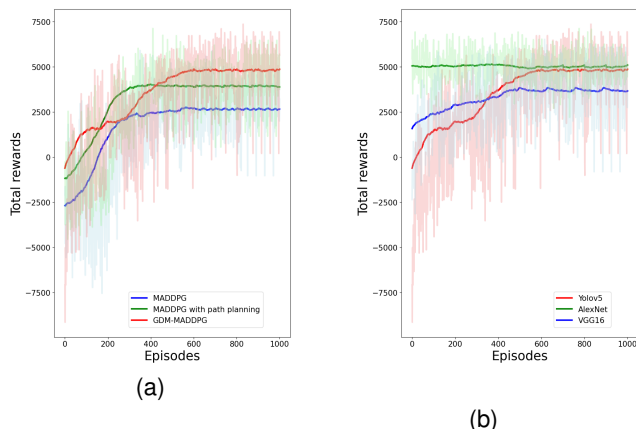 7500
5000
2500
0
−2500
−5000
−7500
Total rewards
0
200
400
600
800
1000
Episodes
MADDPG
MADDPG with path planning
GDM-MADDPG
(a)
7500
5000
2500
0
−2500
−5000
−7500
Total rewards
0
200
400
600
800
1000
Episodes
Yolov5
AlexNet
VGG16
(b)